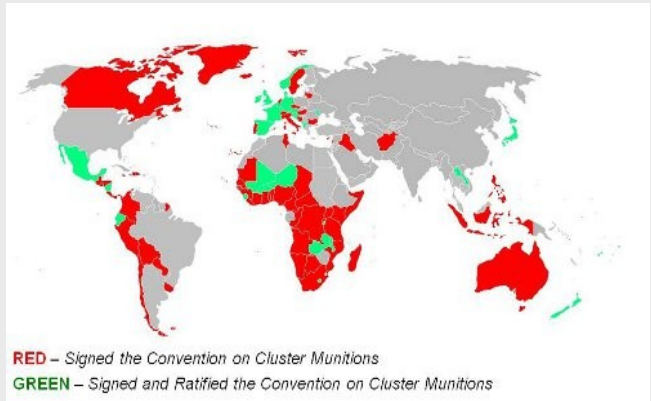 RED – Signed the Convention on Cluster Munitions
GREEN – Signed and Ratified the Convention on Cluster Munitions